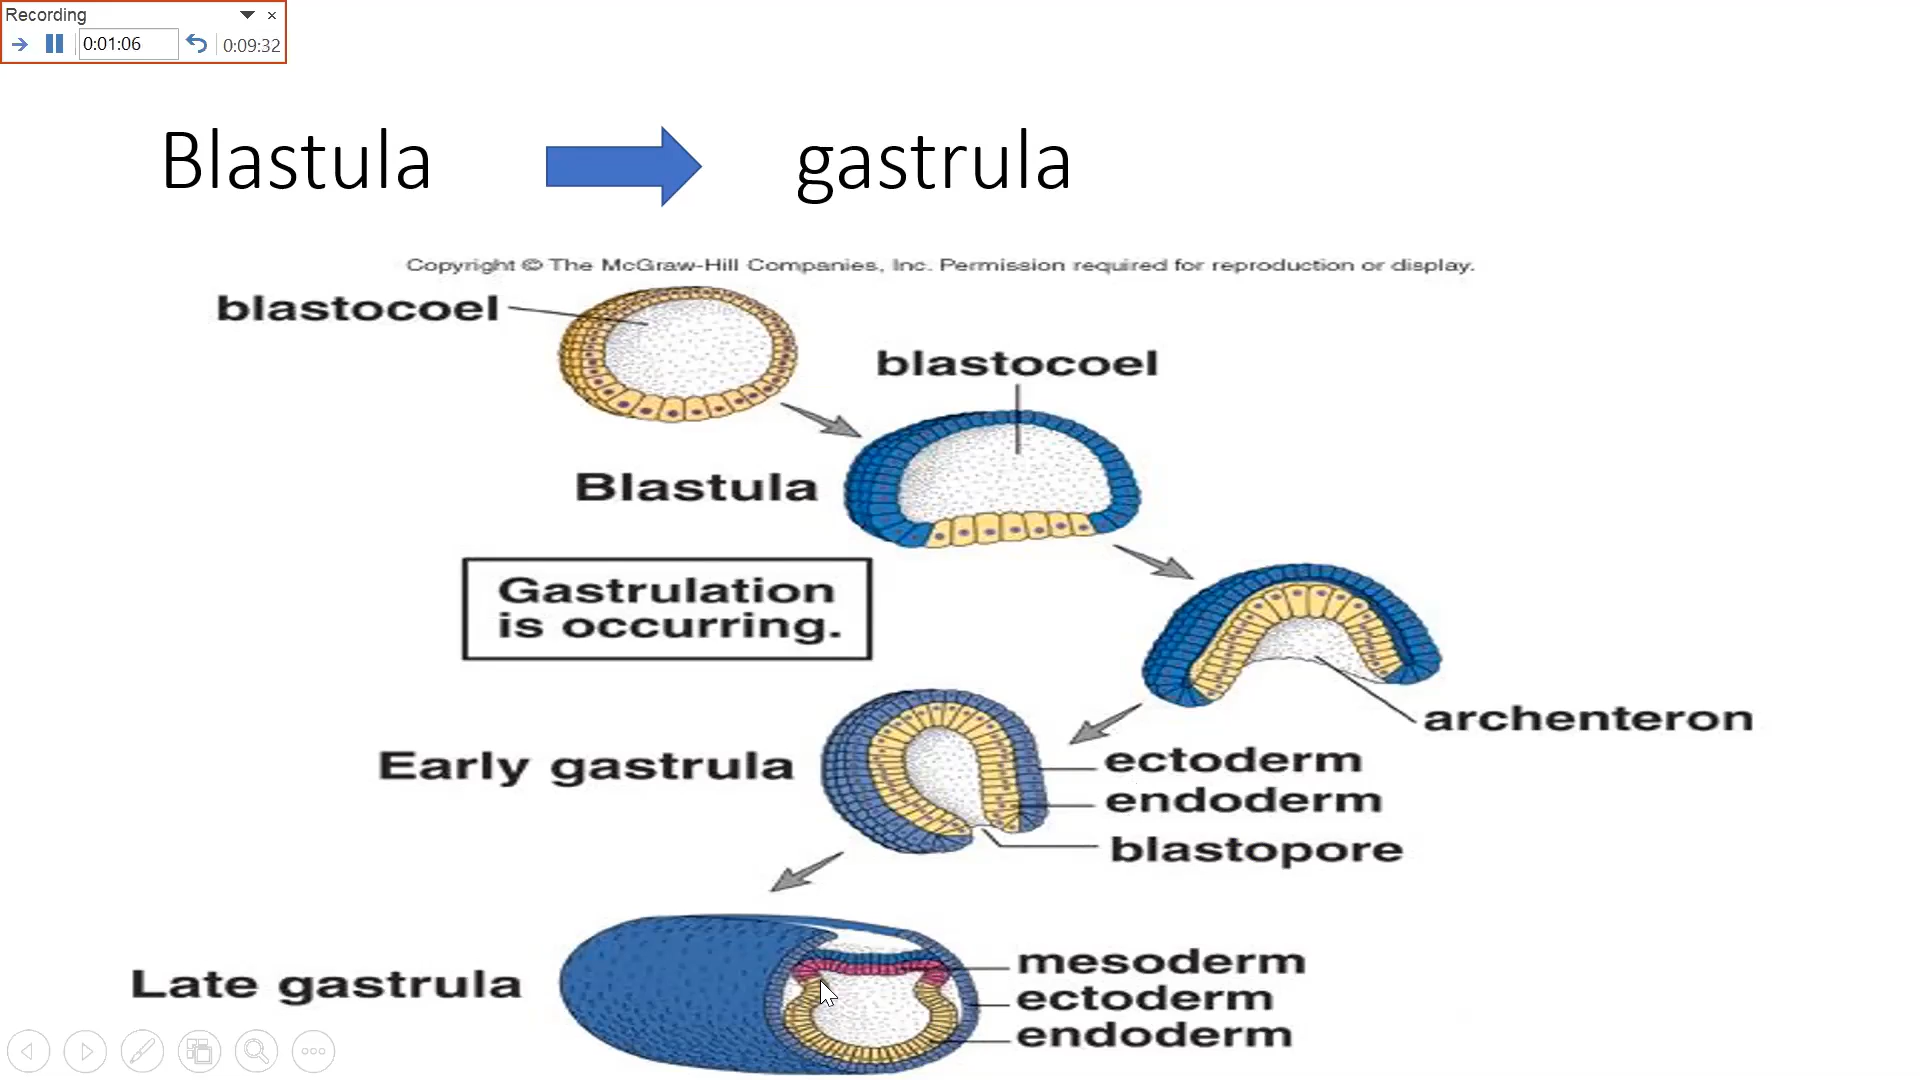 Recording
0:01:06 0:09:32
Blastula gastrula
Copyright © The McGraw-Hill Companies, Inc. Permission required for reproduction or display.
blastocoel
blastocoel
Blastula
Gastrulation
is occurring.
archenteron
Early gastrula
ectoderm
endoderm
blastopore
Late gastrula
mesoderm
ectoderm
endoderm